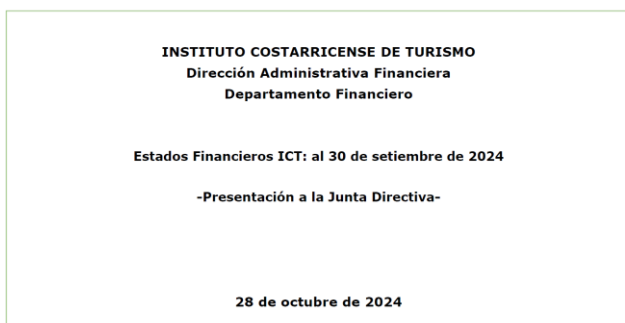 INSTITUTO COSTARRICENSE DE TURISMO
Dirección Administrativa Financiera
Departamento Financiero
Estados Financieros ICT: al 30 de setiembre de 2024
-Presentación a la Junta Directiva-
28 de octubre de 2024